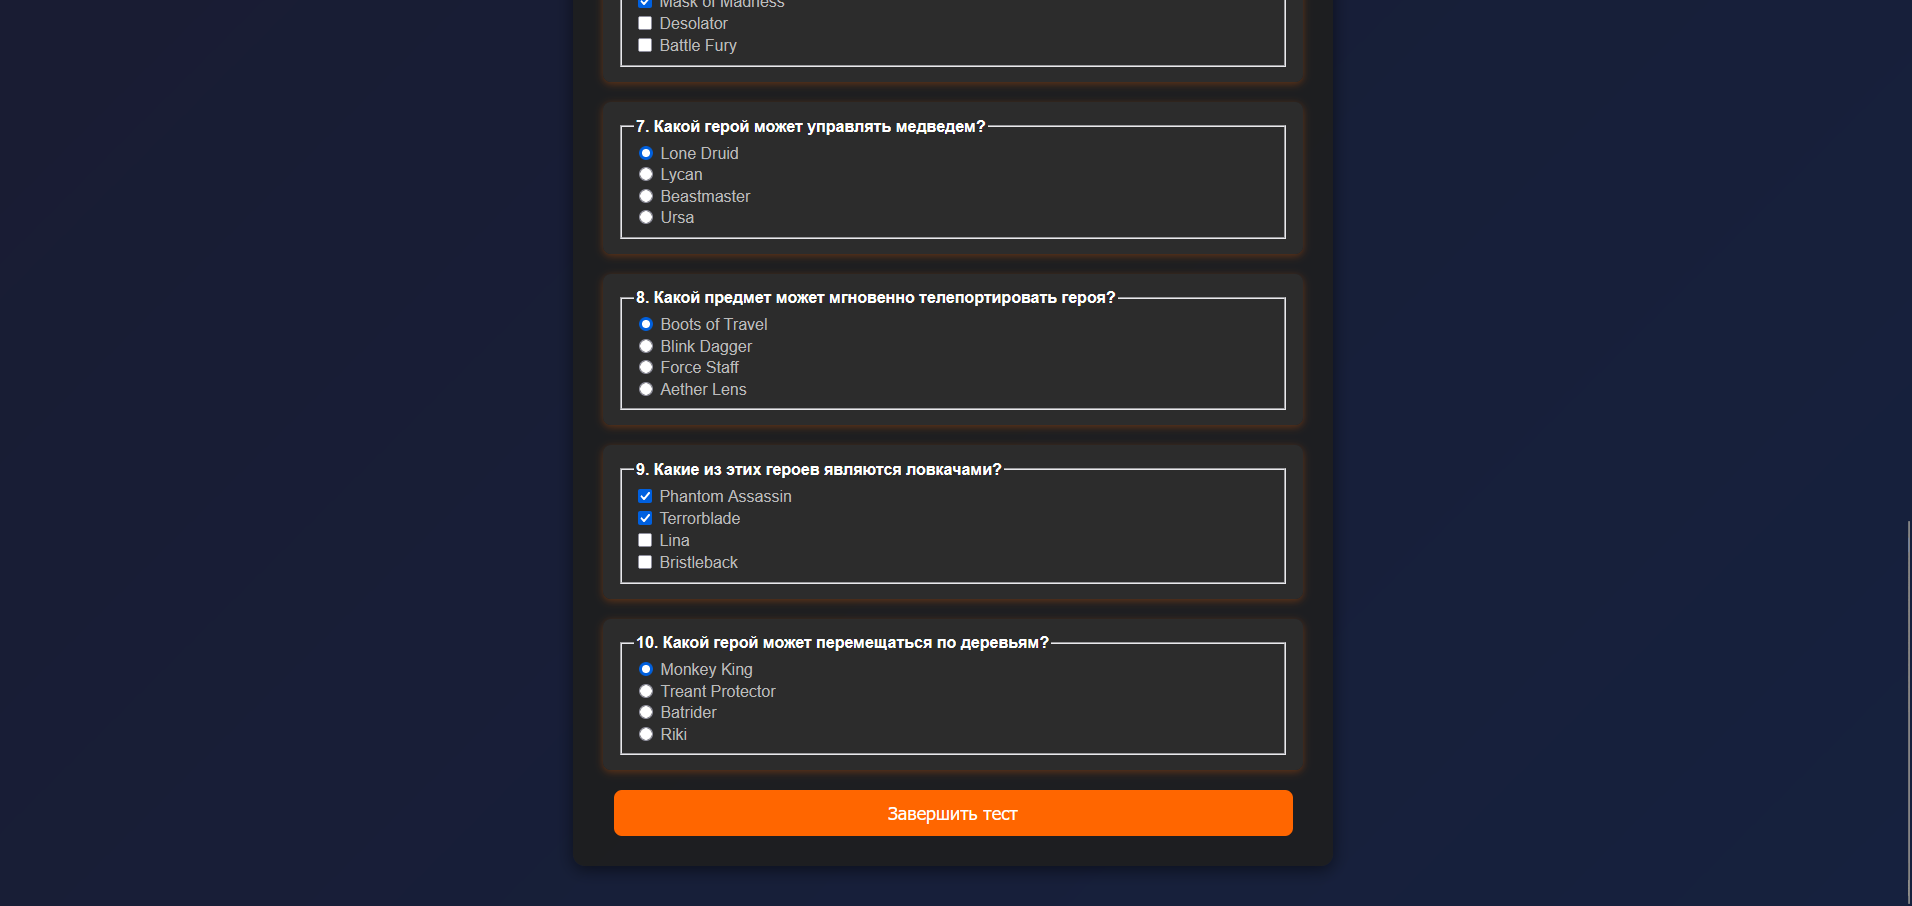 Mask of Madness
Desolator
Battle Fury
7. Какой герой может управлять медведем?
Lone Druid
Lycan
Beastmaster
Ursa
8. Какой предмет может мгновенно телепортировать героя?
Boots of Travel
Blink Dagger
Force Staff
Aether Lens
9. Какие из этих героев являются ловкачами?
Phantom Assassin
Terrorblade
Lina
Bristleback
10. Какой герой может перемещаться по деревьям?
Monkey King
Treant Protector
Batrider
Riki
Завершить тест